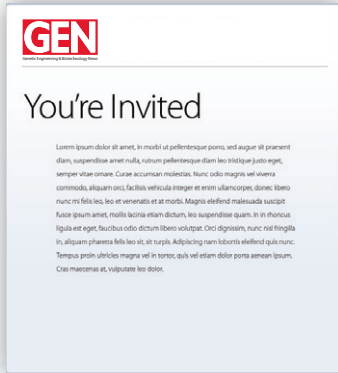 GEN
Genetic Engineering & Biotechnology News
You're Invited
Lorem ipsum dolor sit amet, in morbi ut pellentesque porro, sed augue sit praesent
diam, suspendisse amet nulla, rutrum pellentesque diam leo tristique justo eget,
semper vitae ornare. Curae accumsan molestias. Nunc odio magnis vel viverra
commodo, aliquam orci, facilisis vehicula integer et enim ullamcorper, donec libero
nunc mi felis leo, leo et venenatis et at morbi. Magnis eleifend malesuada suscipit
fusce ipsum amet, mollis lacinia etiam dictum, leo suspendisse quam. In in rhoncus
ligula est eget, faucibus odio dictum libero volutpat. Orci dignissim, nunc nisl fringilla
in, aliquam pharetra felis leo sit, sit turpis. Adipiscing nam lobortis eleifend quis nunc.
Tempus proin ultricies magna vel in tortor, quis vel etiam dolor porta aenean ipsum.
Cras maecenas at, vulputate leo dolor.